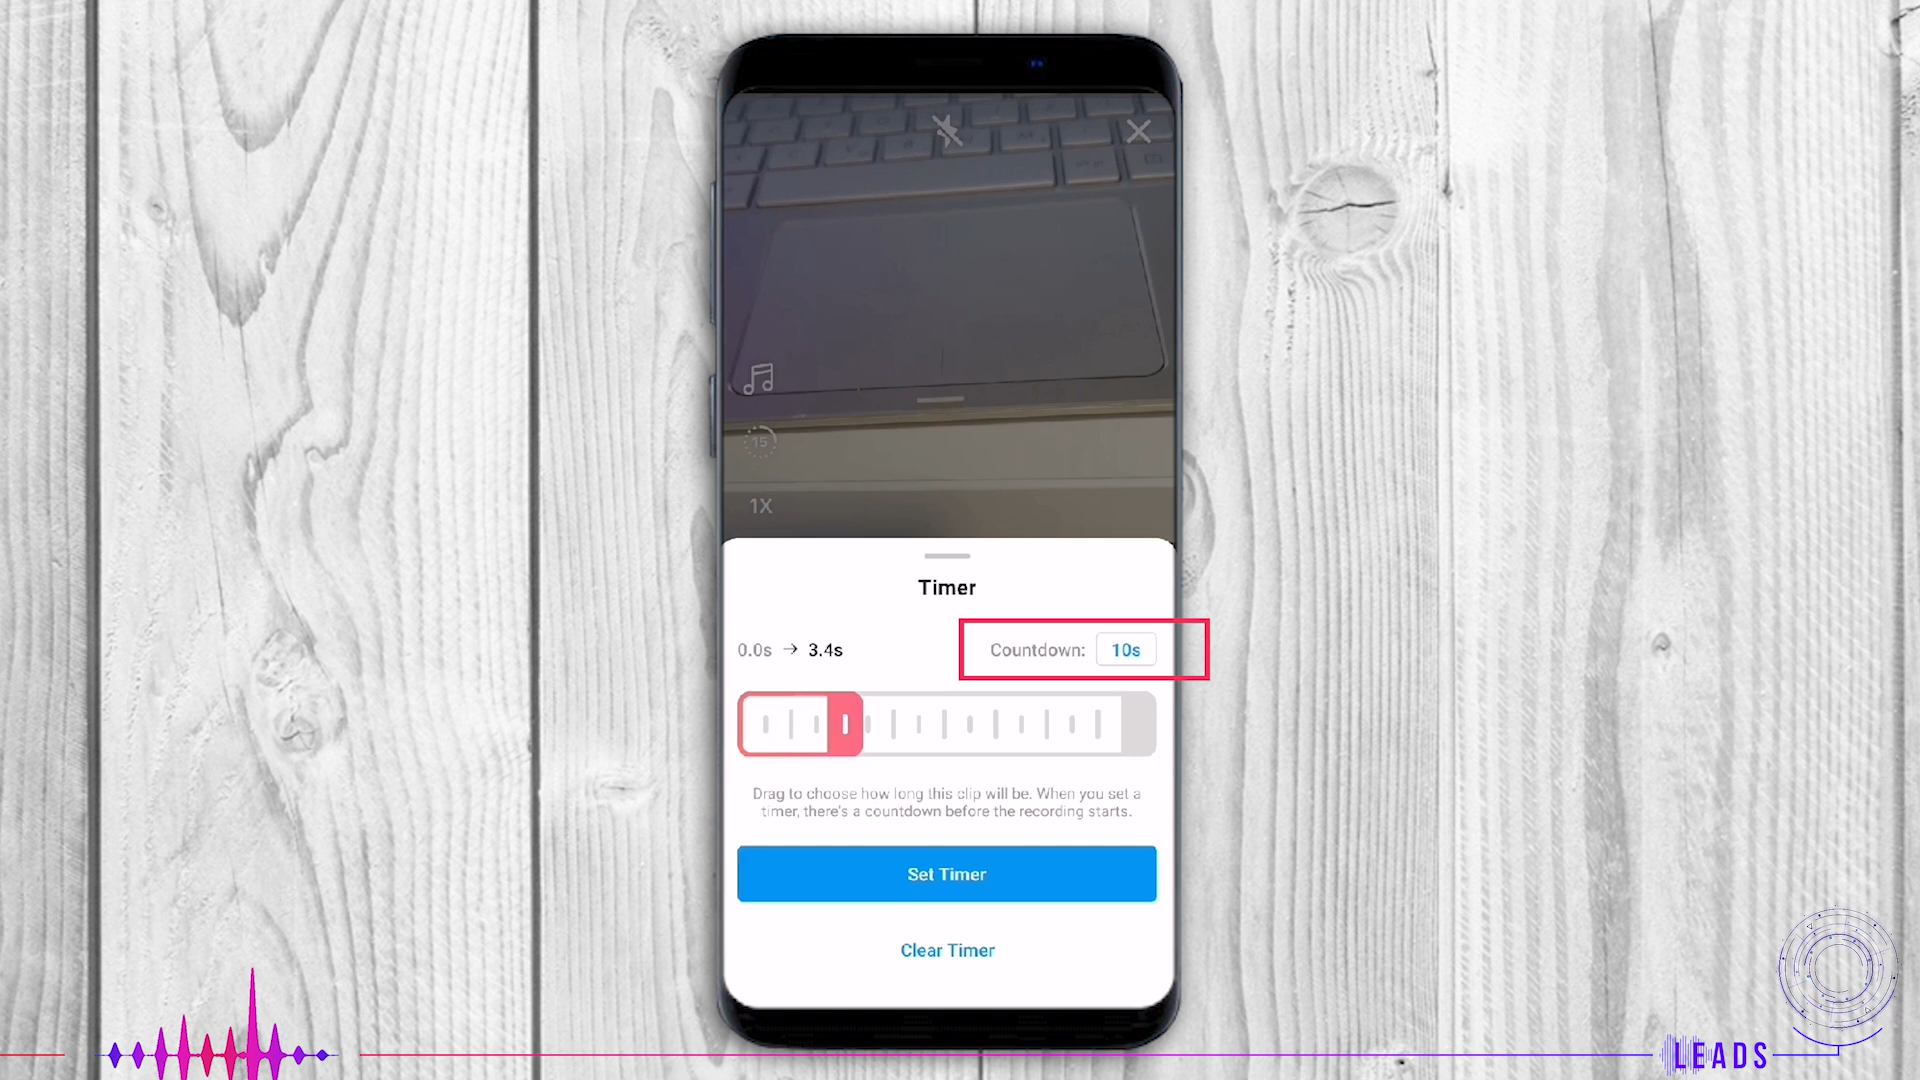 15
1X
Timer
0.0s → 3.4s
Countdown: 10s
Drag to choose how long this clip will be. When you set a
timer, there's a countdown before the recording starts.
Set Timer
Clear Timer
LEADS